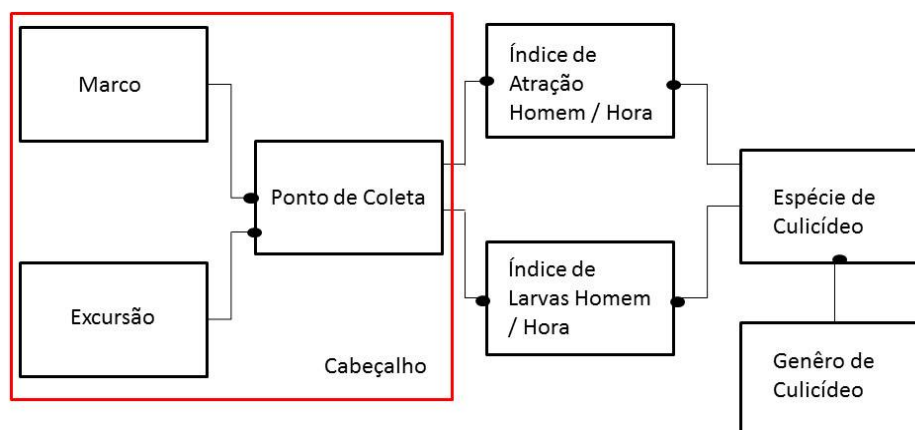 Marco
Índice de
Atração
Homem / Hora
Ponto de Coleta
Espécie de
Culicídeo
Excursão
Índice de
Larvas Homem
/ Hora
Cabeçalho
Genêro de
Culicídeo